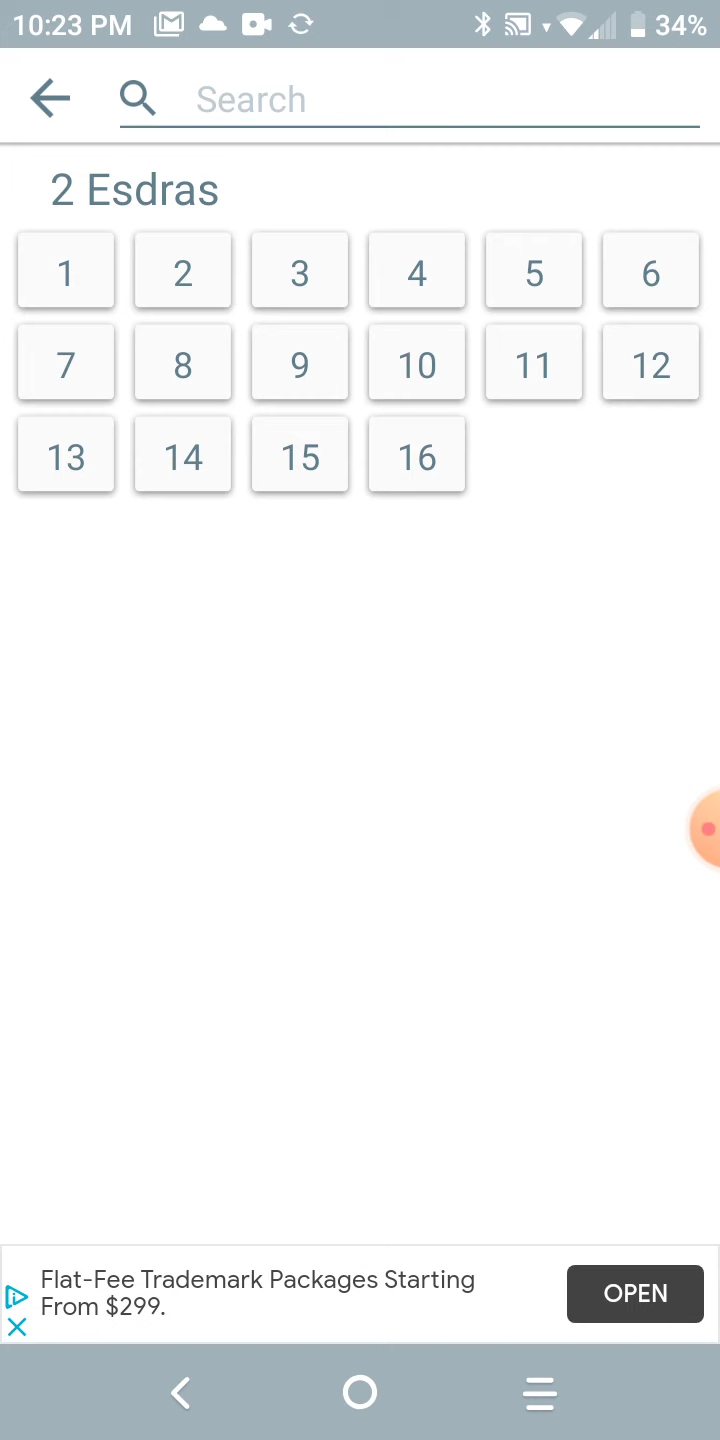 10:23 PM 34%
Search
2 Esdras
1 2 3 4 5 6
7 8 9 10 11 12
13 14 15 16
Flat-Fee Trademark Packages Starting
From $299.
OPEN